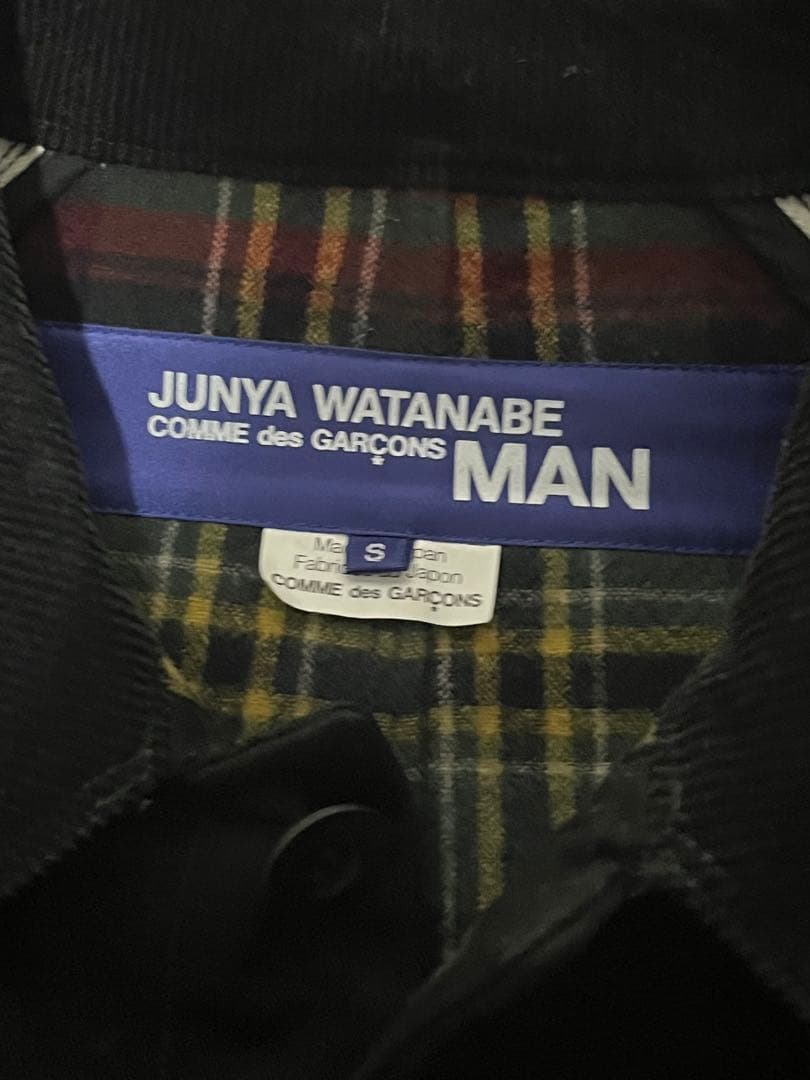 JUNYA WATANABE
COMME des GARÇONS MAN
S
Japon
COMME des GARÇONS